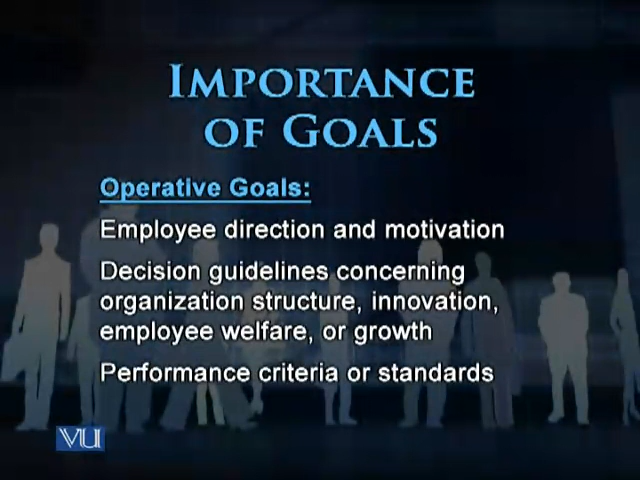 IMPORTANCE
OF GOALS
Operative Goals:
Employee direction and motivation
Decision guidelines concerning
organization structure, innovation,
employee welfare, or growth
Performance criteria or standards
VU